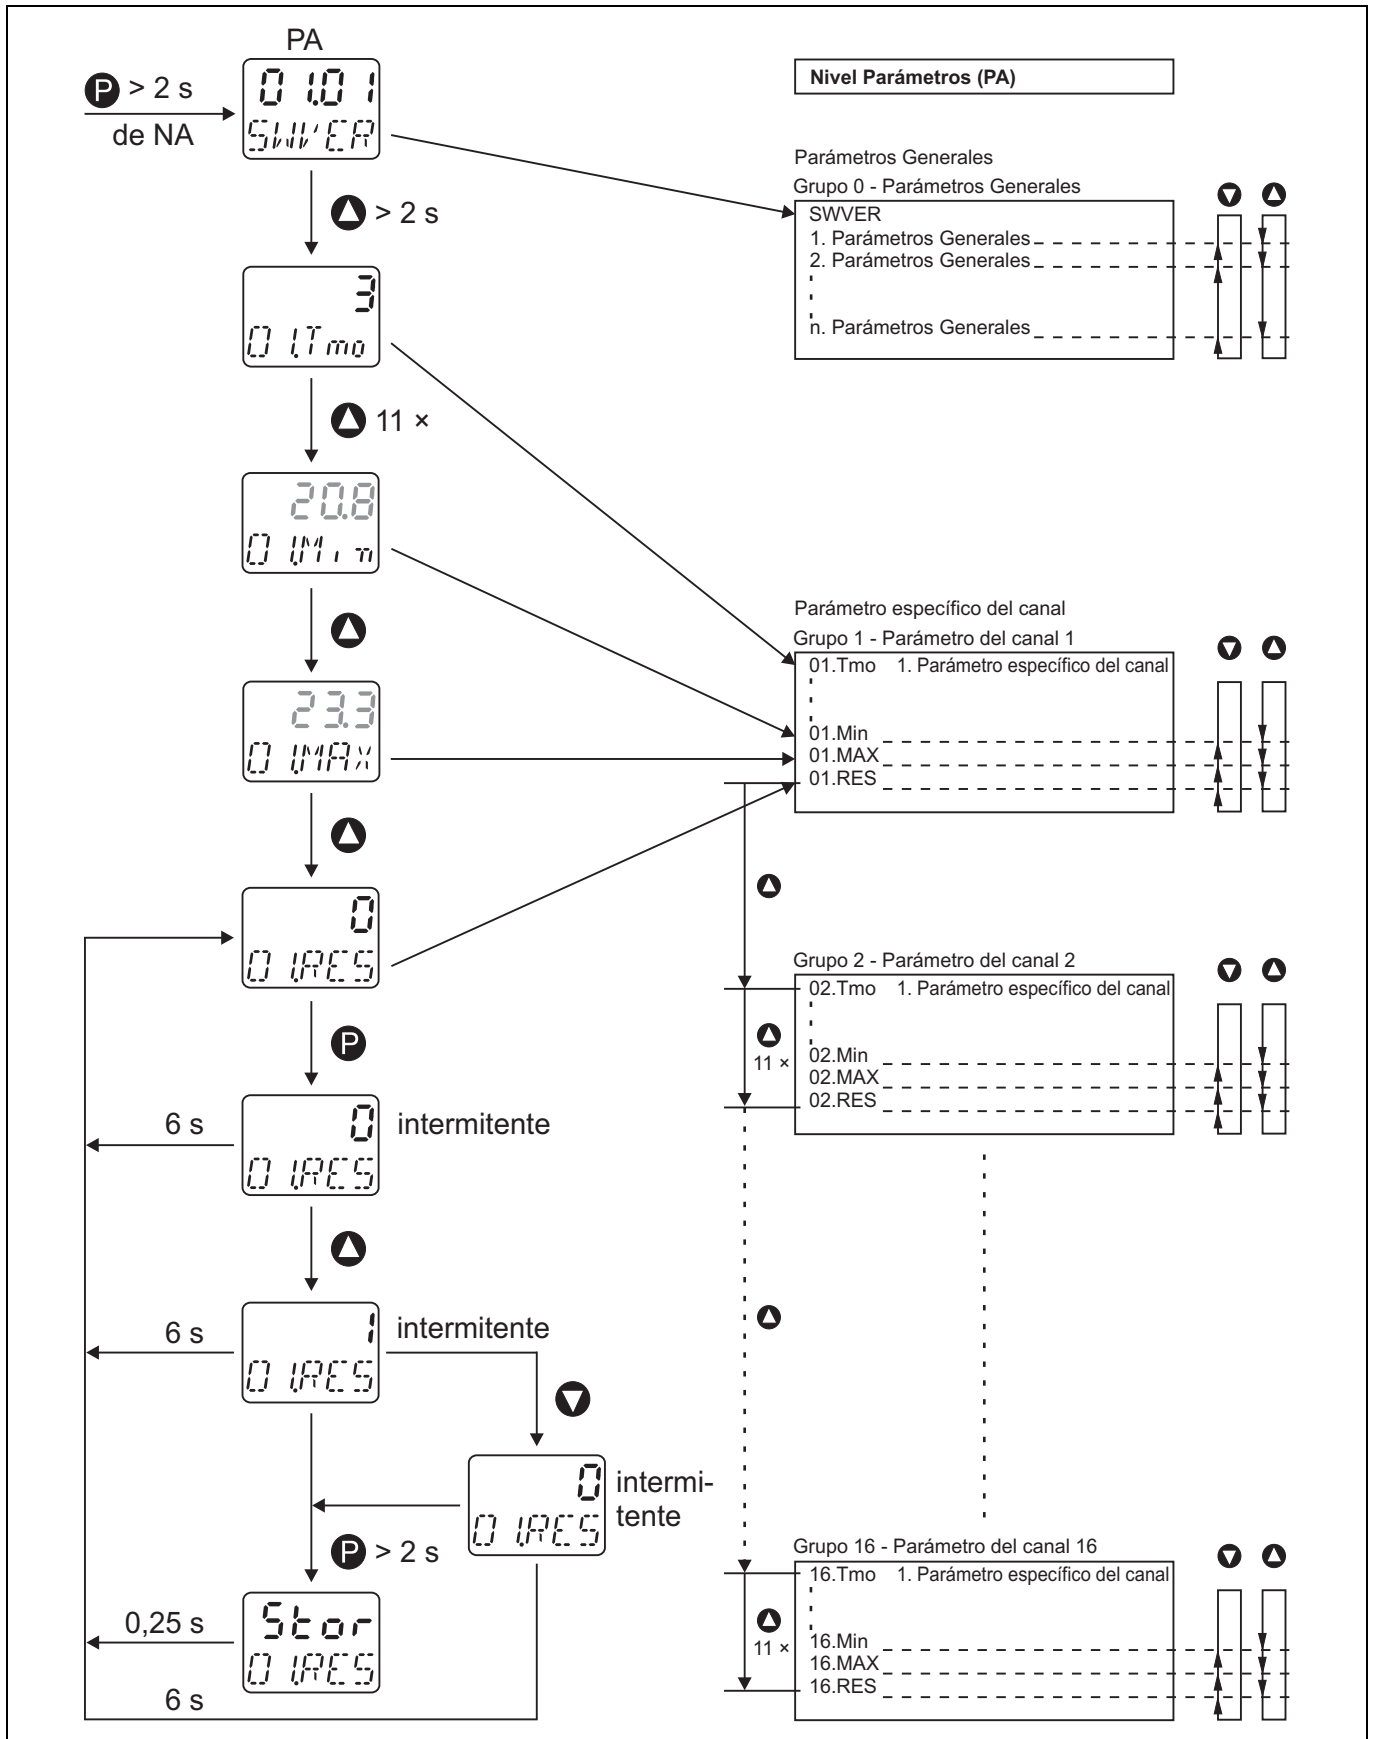 PA
P > 2 s
de NA
01.01
SWVER
> 2 s
3
01.Tmo
11 ×
20.8
01.Min
23.3
01.MAX
0
01.RES
P
0
01.RES
intermitente
6 s
1
01.RES
intermitente
6 s
0
01.RES
intermi-
tente
P > 2 s
Stor
01.RES
0,25 s
6 s
Nivel Parámetros (PA)
Parámetros Generales
Grupo 0 - Parámetros Generales
SWVER
1. Parámetros Generales
2. Parámetros Generales
n. Parámetros Generales
Parámetro específico del canal
Grupo 1 - Parámetro del canal 1
01.Tmo 1. Parámetro específico del canal
01.Min
01.MAX
01.RES
Grupo 2 - Parámetro del canal 2
02.Tmo 1. Parámetro específico del canal
11 ×
02.Min
02.MAX
02.RES
Grupo 16 - Parámetro del canal 16
16.Tmo 1. Parámetro específico del canal
11 ×
16.Min
16.MAX
16.RES